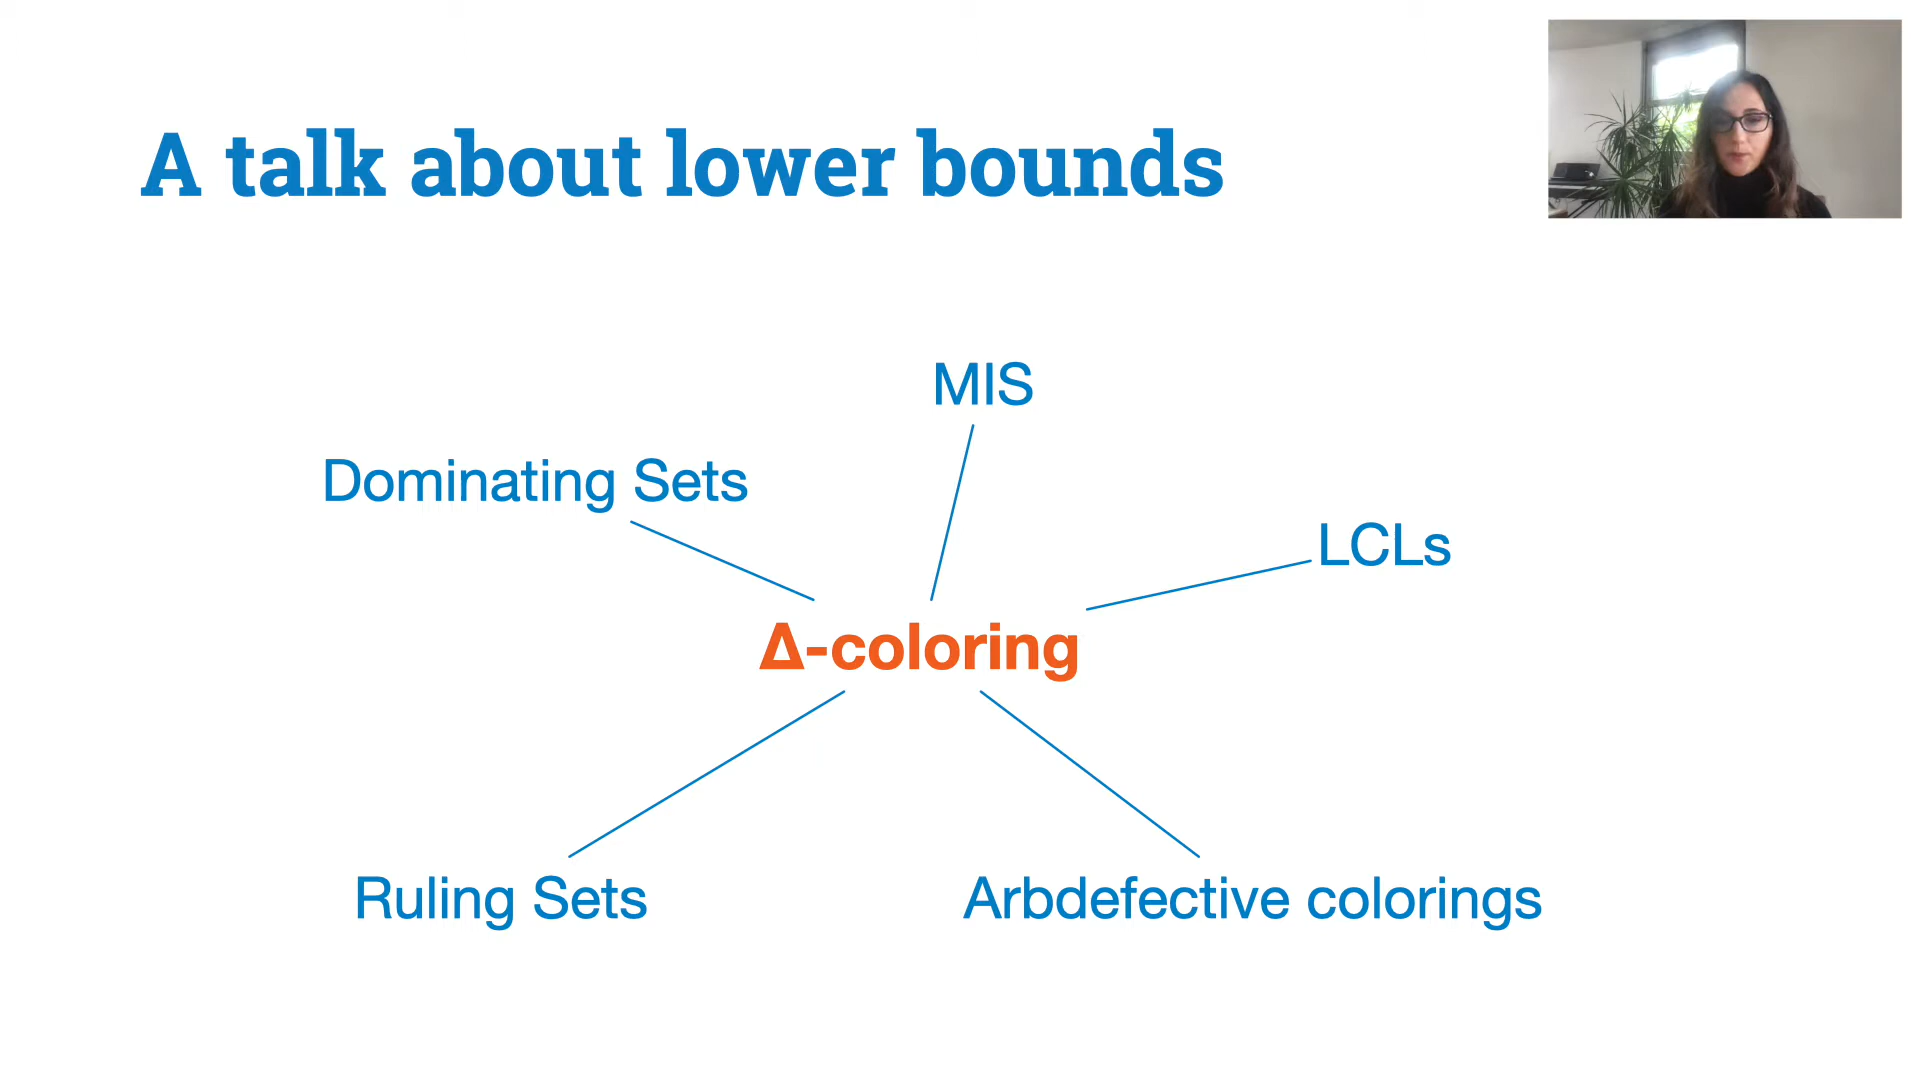 A talk about lower bounds
MIS
Dominating Sets
LCLs
Δ-coloring
Ruling Sets
Arbdefective colorings